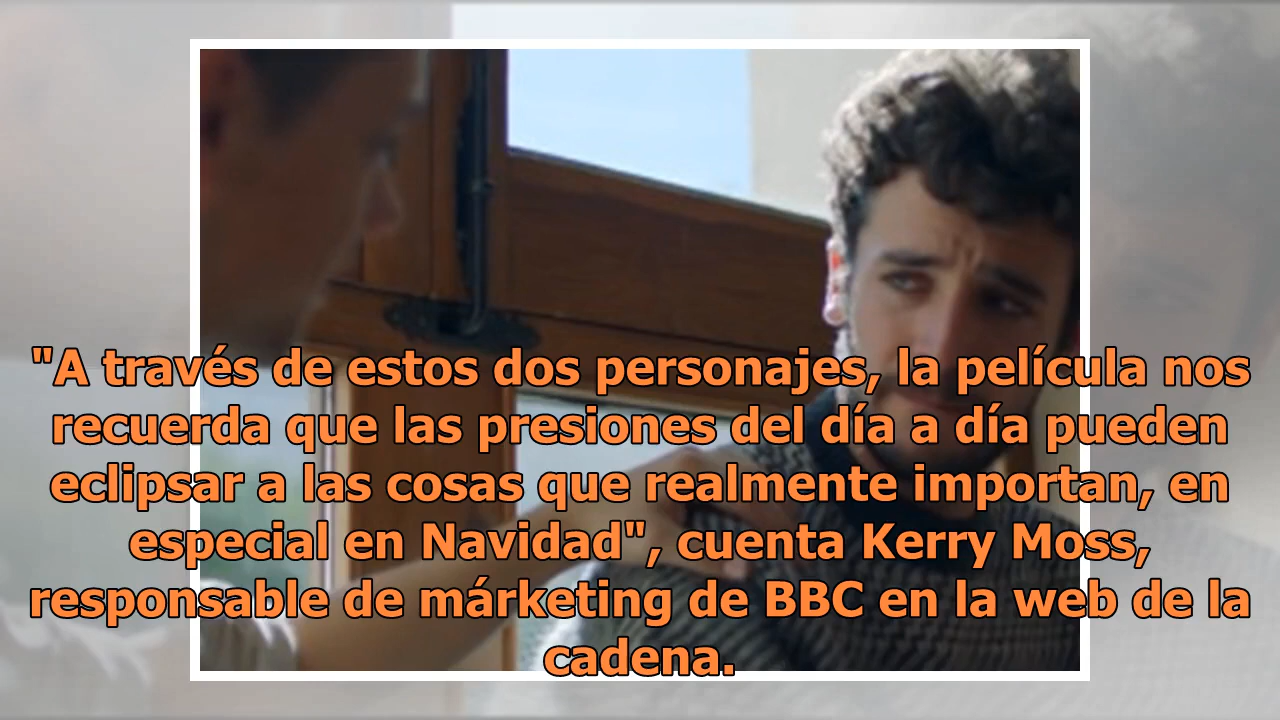 "A través de estos dos personajes, la película nos
recuerda que las presiones del día a día pueden
eclipsar a las cosas que realmente importan, en
especial en Navidad", cuenta Kerry Moss,
responsable de márketing de BBC en la web de la
cadena.